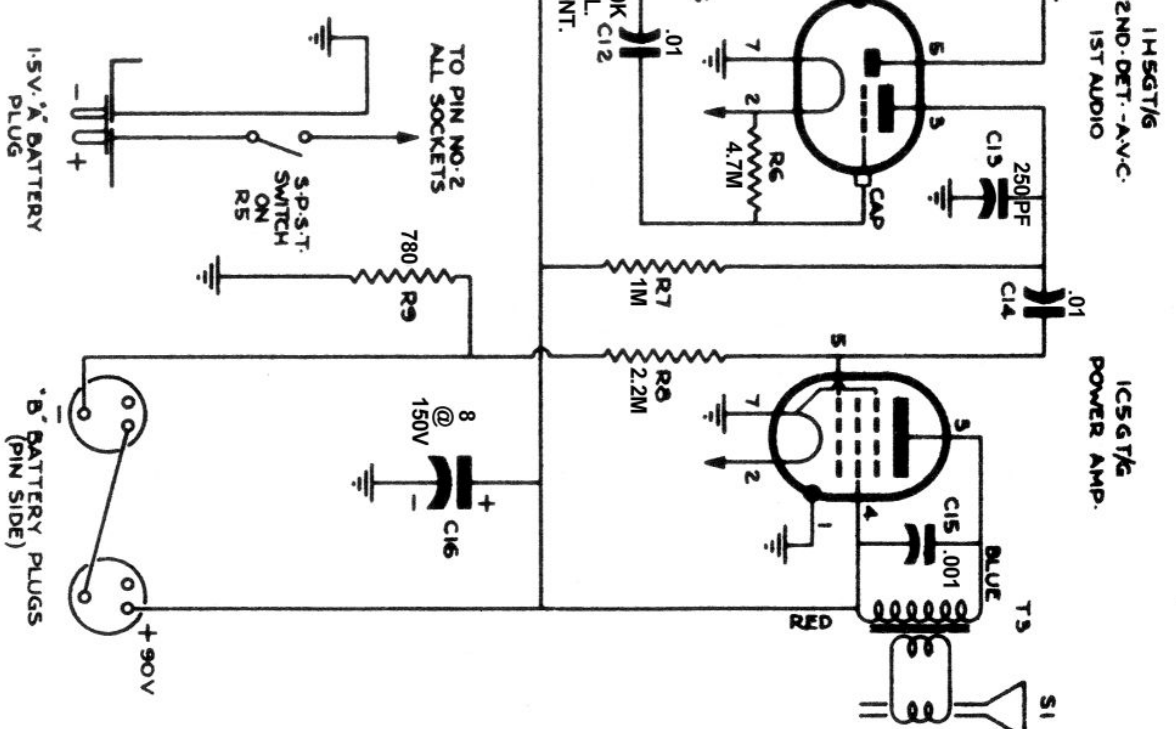 1H5GT/G
2ND-DET.-A.V.C.
1ST AUDIO
1C5GT/G
POWER AMP.
5
3
7
2
CAP
R6
4.7M
C13
250PF
.01
C12
0K
L.
NT.
.01
C14
R7
1M
R8
2.2M
5
3
7
2
1
4
C15
.001
BLUE
RED
T3
S1
TO PIN NO. 2
ALL SOCKETS
S.P.S.T.
SWITCH
ON
R5
-
+
1.5V. "A" BATTERY
PLUG
780
R9
8
@
150V
+
-
C16
-
+ 90V
"B" BATTERY PLUGS
(PIN SIDE)